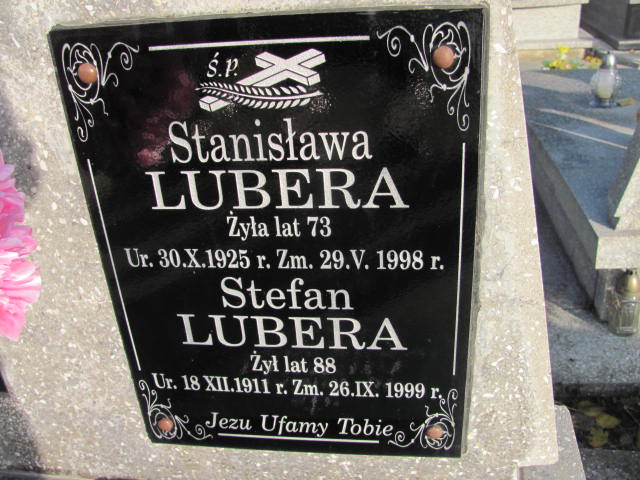 Ś.P.
Stanisława
LUBERA
Żyła lat 73
Ur. 30.X.1925 r. Zm. 29.V. 1998 r.
Stefan
LUBERA
Żył lat 88
Ur. 18 XII.1911 r. Zm. 26.IX. 1999 r.
Jezu Ufamy Tobie